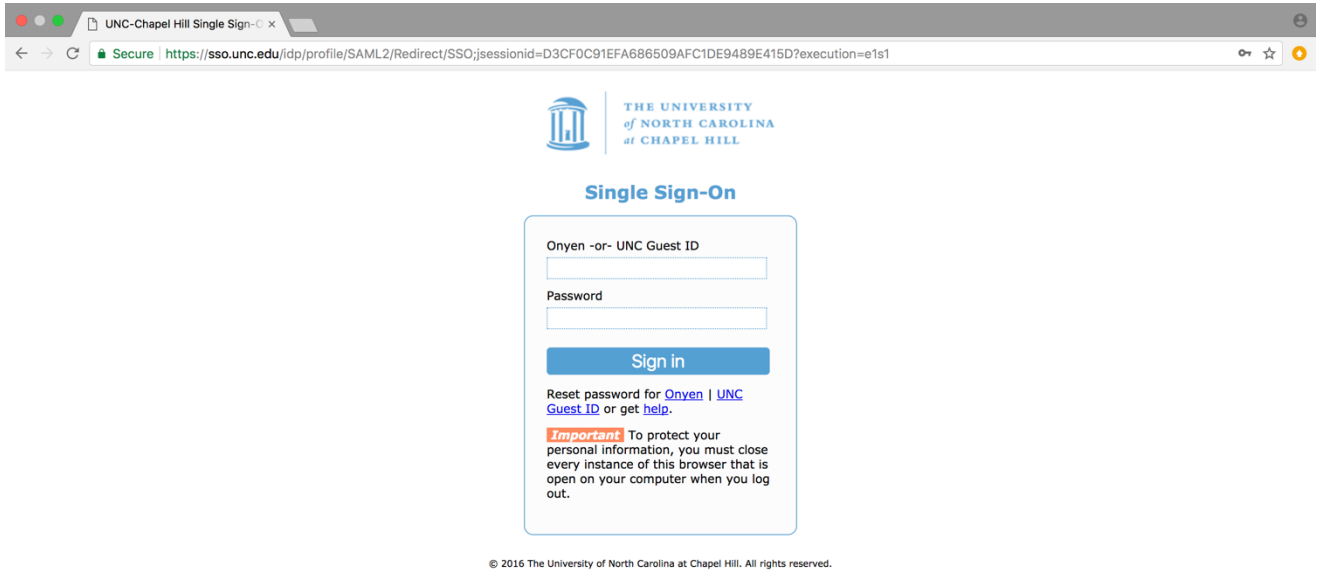 UNC-Chapel Hill Single Sign-O
Secure | https://sso.unc.edu/idp/profile/SAML2/Redirect/SSO;jsessionid=D3CF0C91EFA686509AFC1DE9489E415D?execution=e1s1
THE UNIVERSITY
of NORTH CAROLINA
at CHAPEL HILL
Single Sign-On
Onyen -or- UNC Guest ID
Password
Sign in
Reset password for Onyen | UNC
Guest ID or get help.
Important To protect your
personal information, you must close
every instance of this browser that is
open on your computer when you log
out.
© 2016 The University of North Carolina at Chapel Hill. All rights reserved.